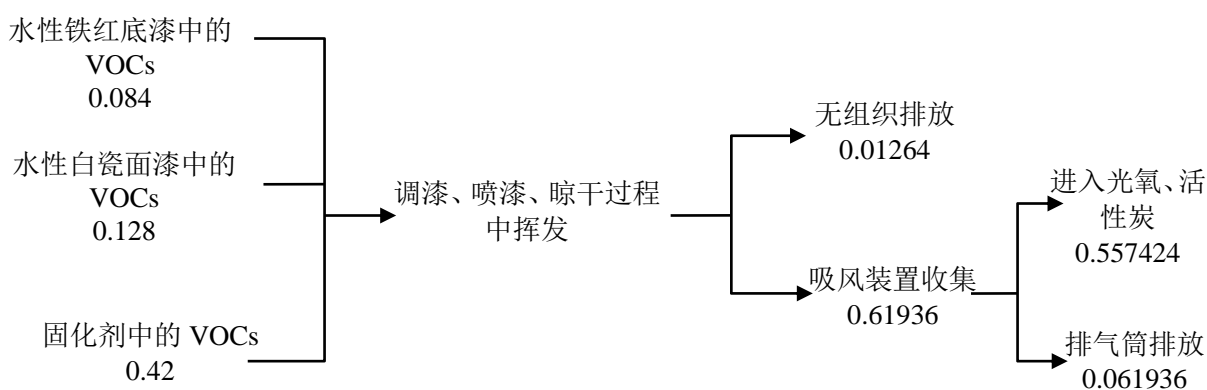 水性铁红底漆中的
VOCs
0.084
水性白瓷面漆中的
VOCs
0.128
固化剂中的 VOCs
0.42
调漆、喷漆、晾干过程
中挥发
无组织排放
0.01264
吸风装置收集
0.61936
进入光氧、活
性炭
0.557424
排气筒排放
0.061936